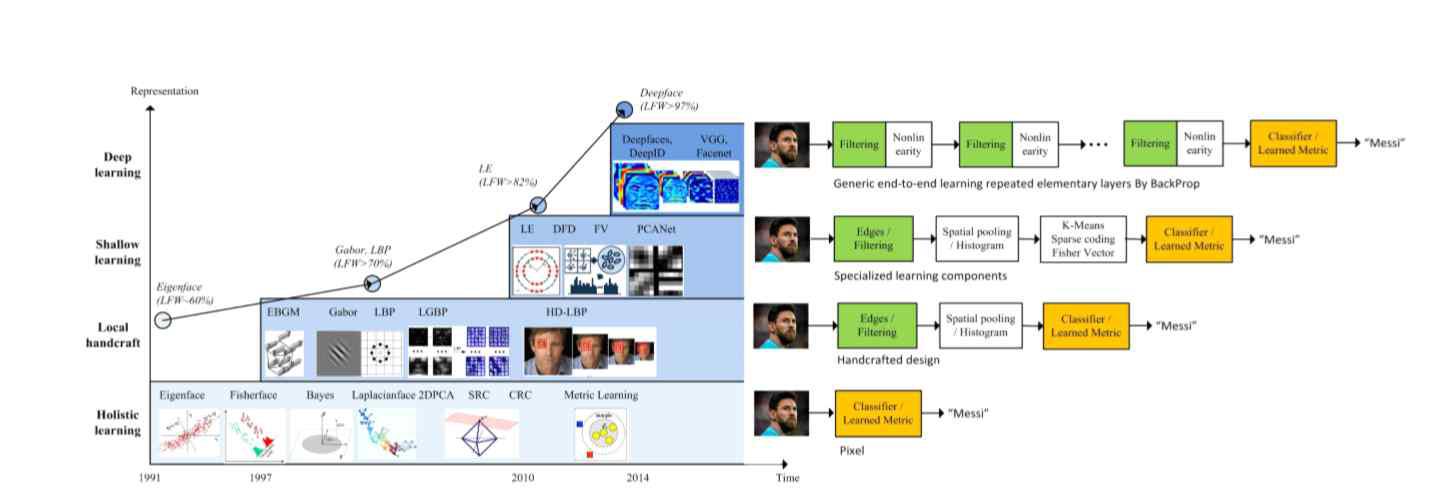 Representation
Deepface
(LFW>97%)
Deep
learning
Deepfaces,
DeepID
VGG,
Facenet
LE
(LFW>82%)
Shallow
learning
LE DFD FV PCANet
Gabor, LBP
(LFW>70%)
Eigenface
(LFW~60%)
Local
handcraft
EBGM Gabor LBP LGBP HD-LBP
Holistic
learning
Eigenface Fisherface Bayes Laplacianface 2DPCA SRC CRC Metric Learning
1991 1997 2010 2014 Time
Filtering
Nonlin
earity
Filtering
Nonlin
earity
...
Filtering
Nonlin
earity
Classifier /
Learned Metric
"Messi"
Generic end-to-end learning repeated elementary layers By BackProp
Edges /
Filtering
Spatial pooling
/ Histogram
K-Means
Sparse coding
Fisher Vector
Classifier /
Learned Metric
"Messi"
Specialized learning components
Edges /
Filtering
Spatial pooling
/ Histogram
Classifier /
Learned Metric
"Messi"
Handcrafted design
Classifier /
Learned Metric
"Messi"
Pixel